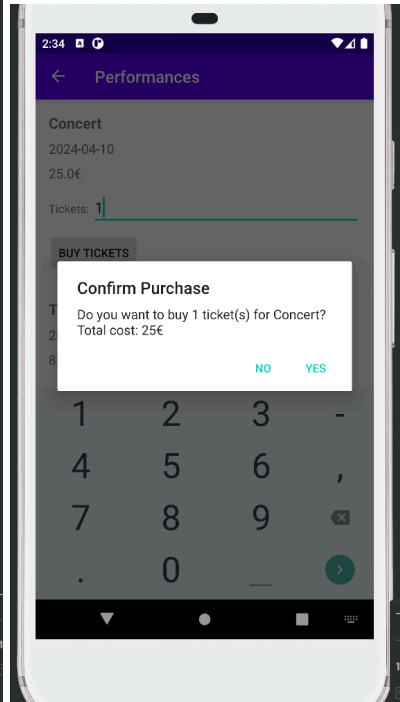 2:34
Performances
Concert
2024-04-10
25.0€
Tickets: 1
BUY TICKETS
Confirm Purchase
Do you want to buy 1 ticket(s) for Concert?
Total cost: 25€
NO YES
T
2
8
1 2 3 -
4 5 6 ,
7 8 9
. 0